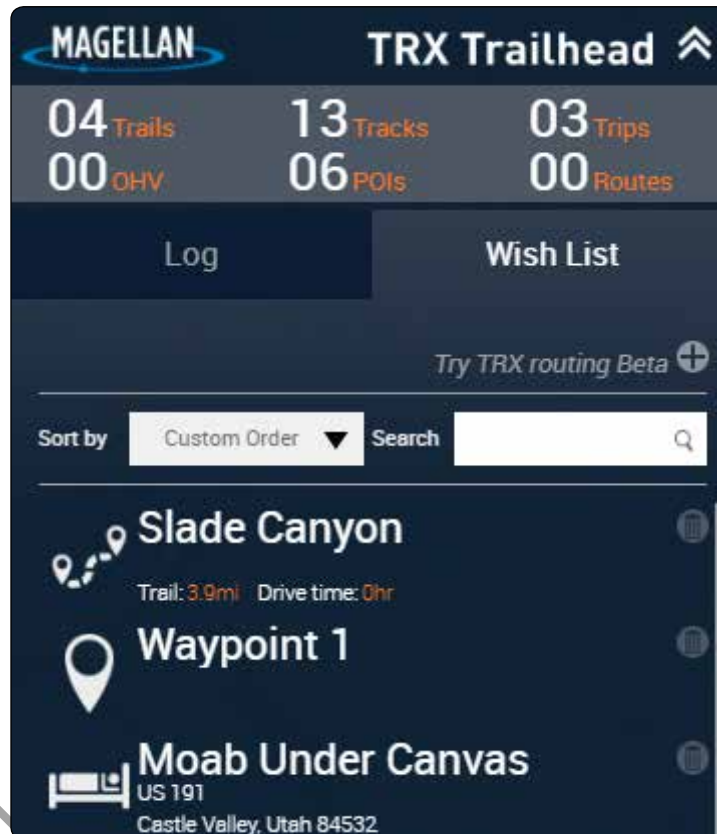 MAGELLAN TRX Trailhead
04 Trails 13 Tracks 03 Trips
00 OHV 06 POIs 00 Routes
Log Wish List
Try TRX routing Beta
Sort by Custom Order Search
Slade Canyon
Trail: 3.9mi Drive time: 0hr
Waypoint 1
Moab Under Canvas
US 191
Castle Valley, Utah 84532